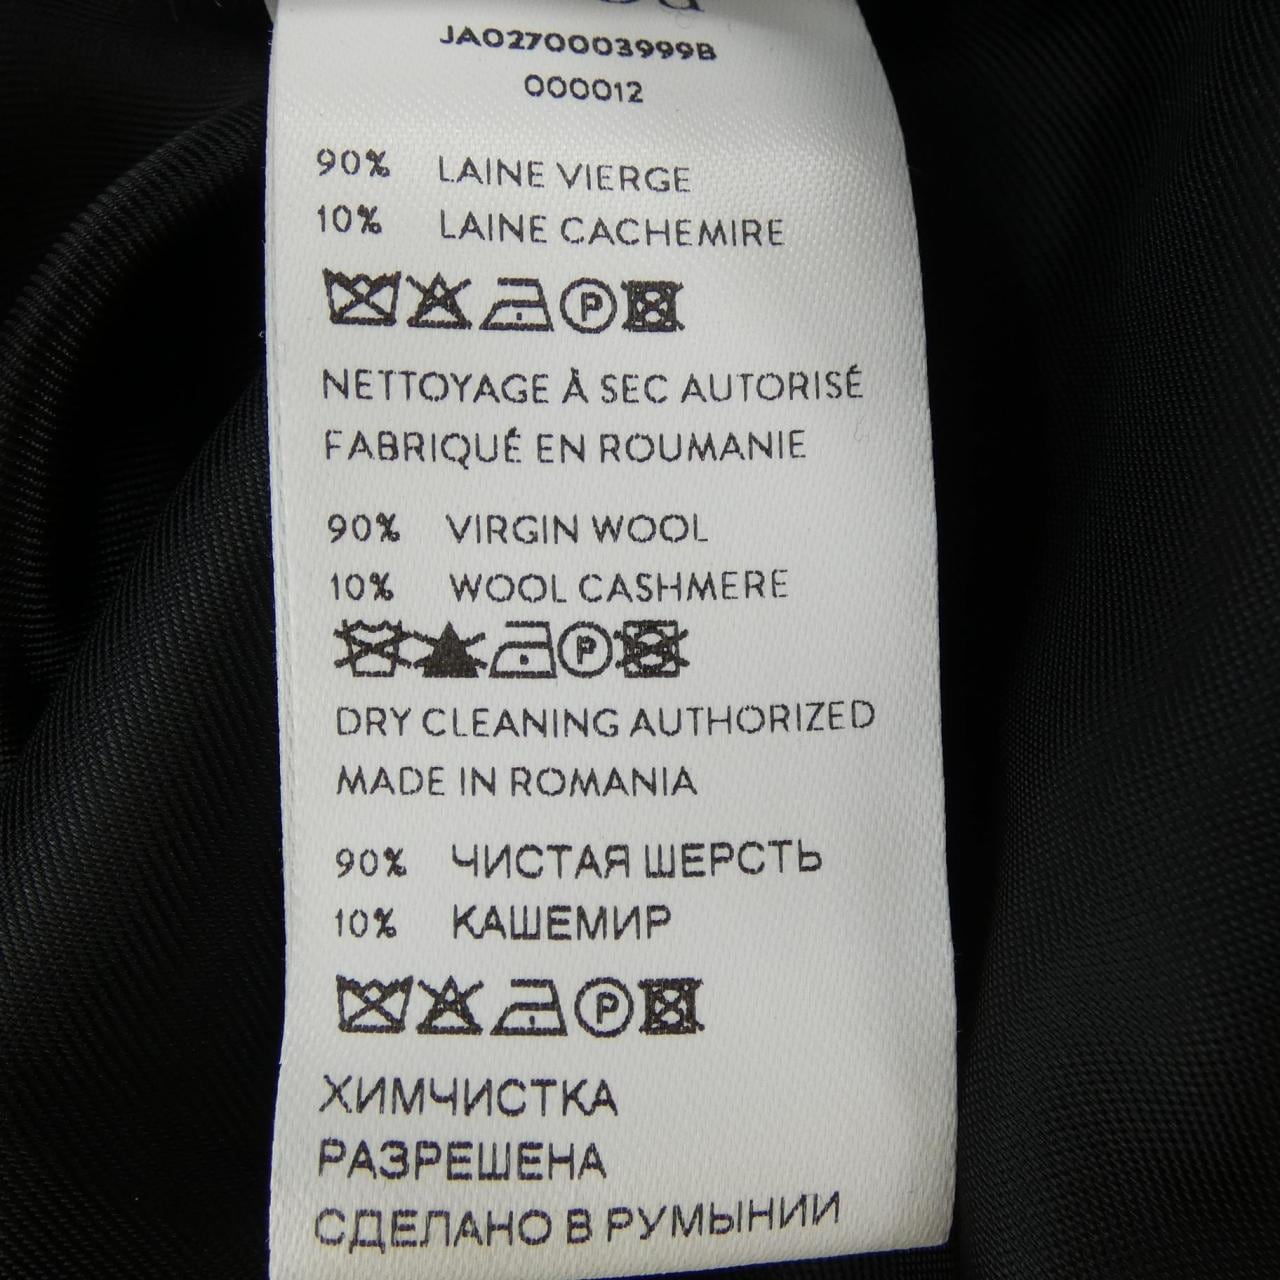 JA0270003999B
000012
90% LAINE VIERGE
10% LAINE CACHEMIRE
P
NETTOYAGE À SEC AUTORISÉ
FABRIQUÉ EN ROUMANIE
90% VIRGIN WOOL
10% WOOL CASHMERE
P
DRY CLEANING AUTHORIZED
MADE IN ROMANIA
90% ЧИСТАЯ ШЕРСТЬ
10% КАШЕМИР
P
ХИМЧИСТКА
РАЗРЕШЕНА
СДЕЛАНО В РУМЫНИИ